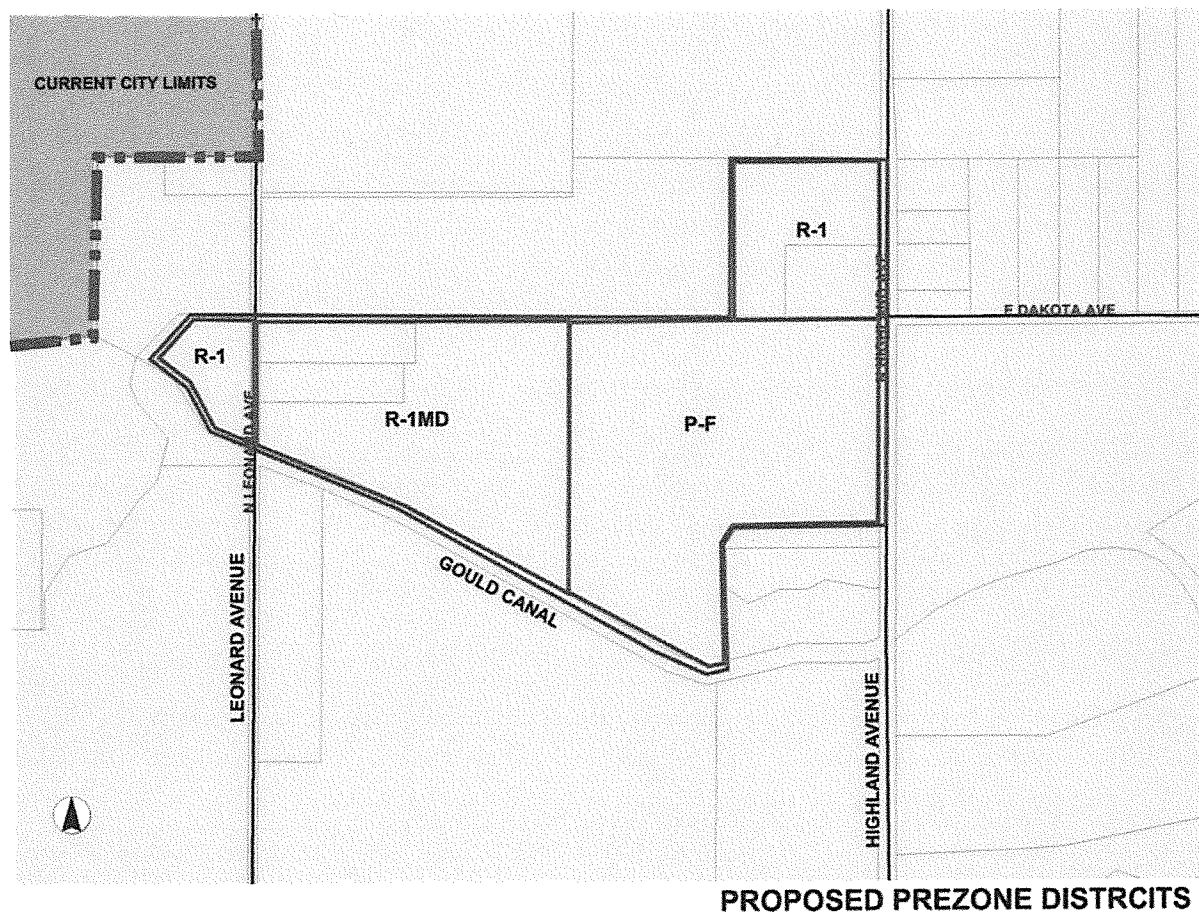 CURRENT CITY LIMITS
R-1
E DAKOTA AVE
R-1
R-1MD
P-F
N LEONARD AVE
GOULD CANAL
LEONARD AVENUE
HIGHLAND AVENUE
PROPOSED PREZONE DISTRCITS